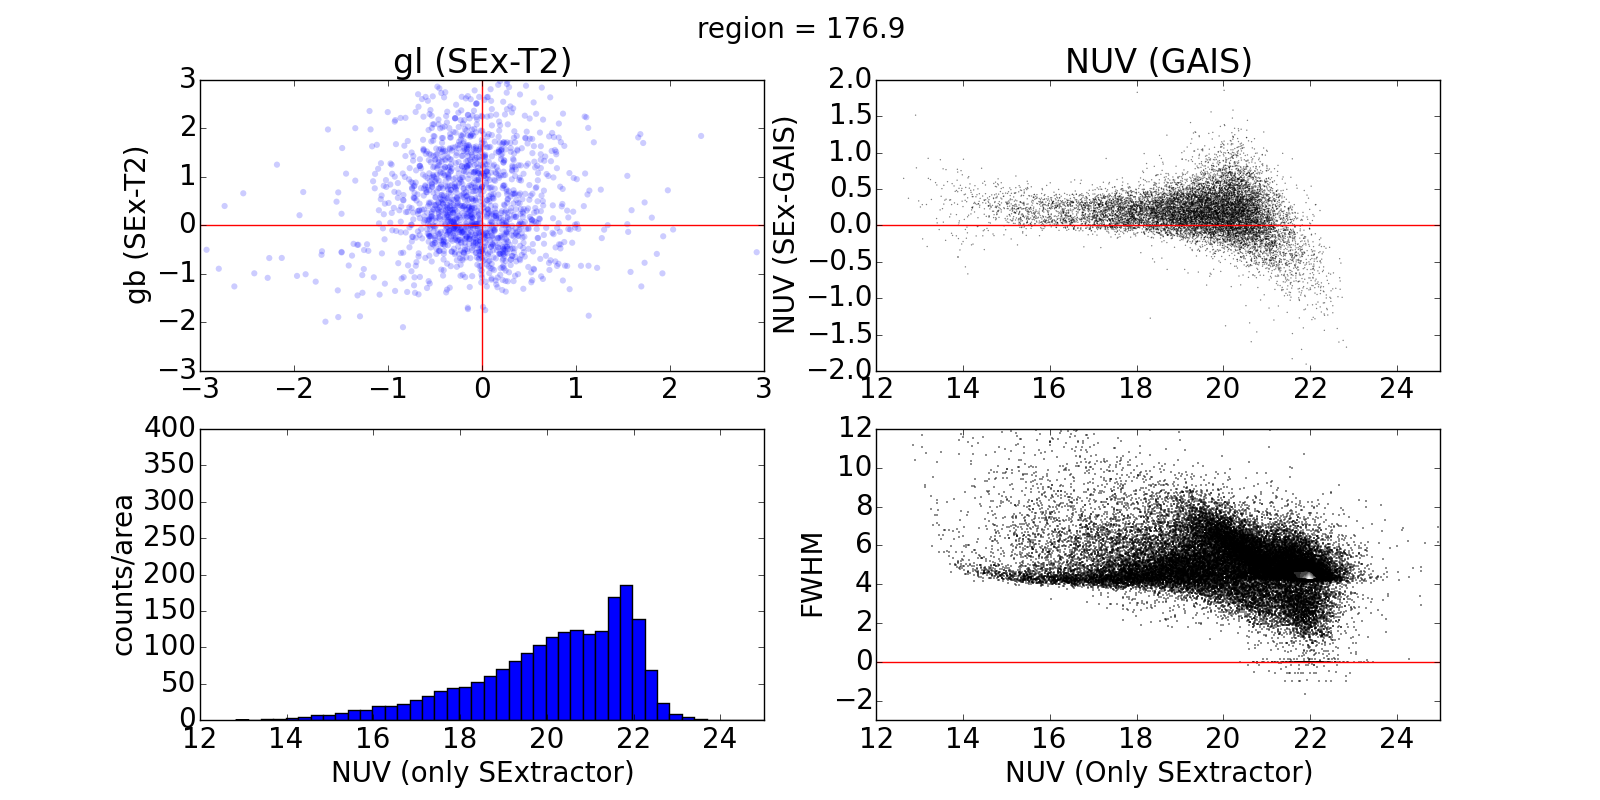 region = 176.9
gl (SEx-T2)
NUV (GAIS)
3
2
1
0
−1
−2
−3
gb (SEx-T2)
−3 −2 −1 0 1 2 3
2.0
1.5
1.0
0.5
0.0
−0.5
−1.0
−1.5
−2.0
NUV (SEx-GAIS)
12 14 16 18 20 22 24
400
350
300
250
200
150
100
50
0
counts/area
12 14 16 18 20 22 24
NUV (only SExtractor)
12
10
8
6
4
2
0
−2
FWHM
12 14 16 18 20 22 24
NUV (Only SExtractor)